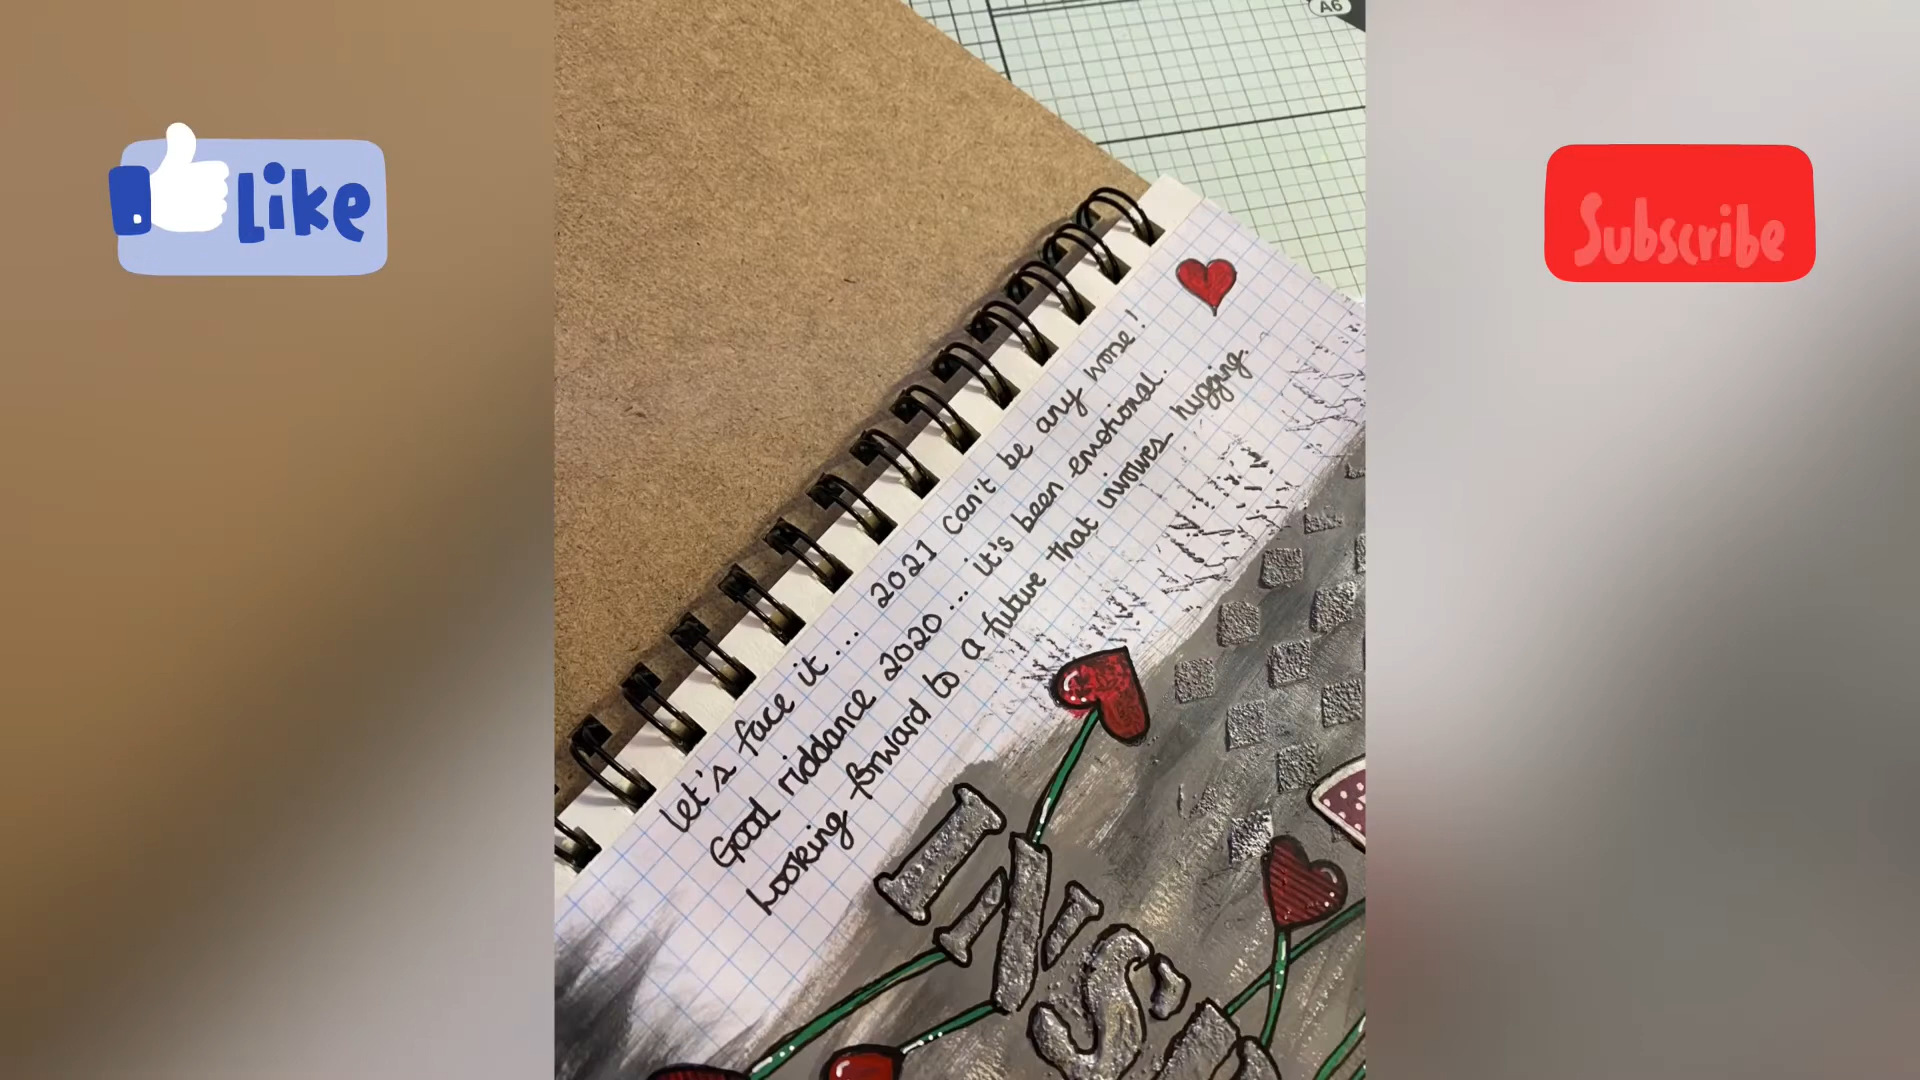 A6
Like
Subscribe
Let's face it... 2021 can't be any worse!
Good riddance 2020... it's been emotional.
Looking forward to a future that involves hugging.
INS